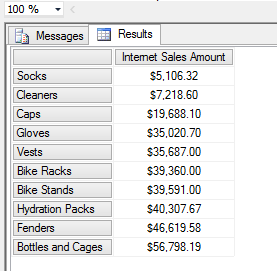 100 %
Messages Results
Internet Sales Amount
Socks $5,106.32
Cleaners $7,218.60
Caps $19,688.10
Gloves $35,020.70
Vests $35,687.00
Bike Racks $39,360.00
Bike Stands $39,591.00
Hydration Packs $40,307.67
Fenders $46,619.58
Bottles and Cages $56,798.19